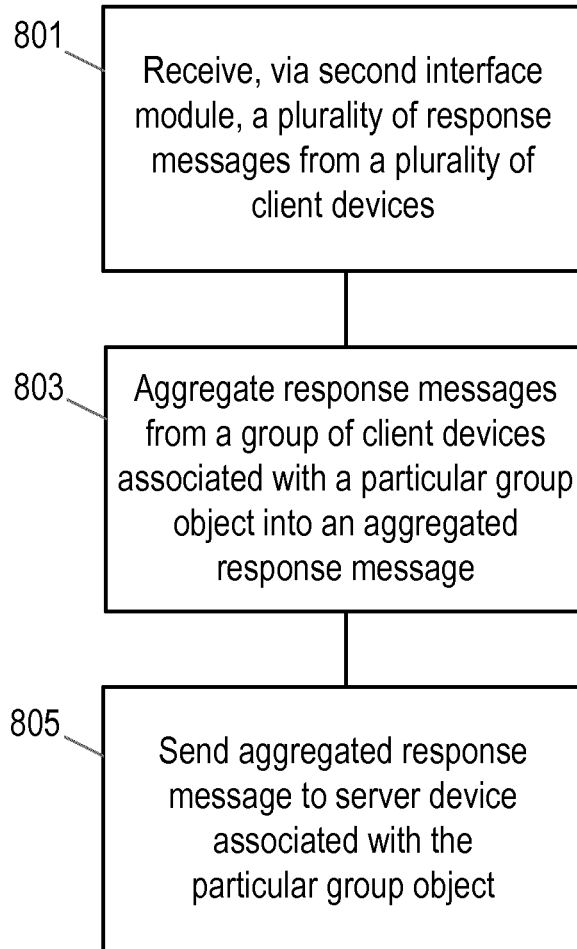 801
Receive, via second interface
module, a plurality of response
messages from a plurality of
client devices
803
Aggregate response messages
from a group of client devices
associated with a particular group
object into an aggregated
response message
805
Send aggregated response
message to server device
associated with the
particular group object